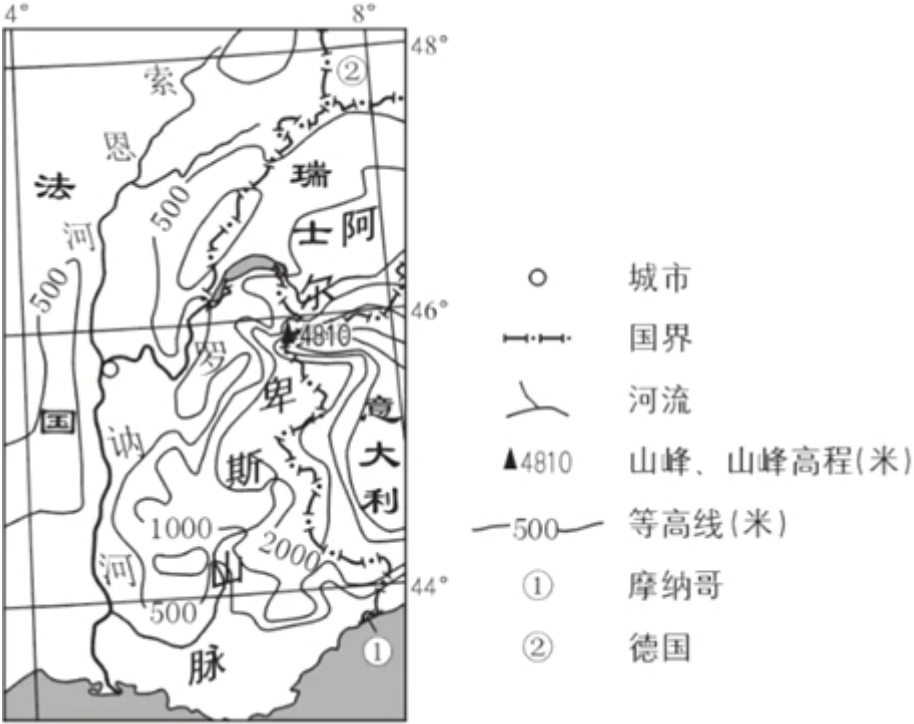 4° 8°
48°
②
索
恩
河
法
国
500
瑞
士
阿
尔
卑
斯
山
脉
500
46°
▲4810
罗
讷
河
意
大
利
1000
2000
500
44°
①
城市
国界
河流
▲4810 山峰、山峰高程(米)
500 等高线(米)
① 摩纳哥
② 德国